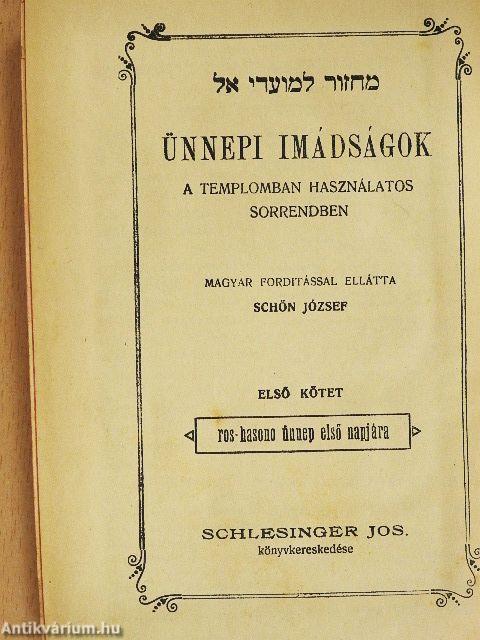 מחזור למועדי אל
ÜNNEPI IMÁDSÁGOK
A TEMPLOMBAN HASZNÁLATOS
SORRENDBEN
MAGYAR FORDITÁSSAL ELLÁTTA
SCHÖN JÓZSEF
ELSŐ KÖTET
ros-hasono ünnep első napjára
SCHLESINGER JOS.
könyvkereskedése
Antikvárium.hu